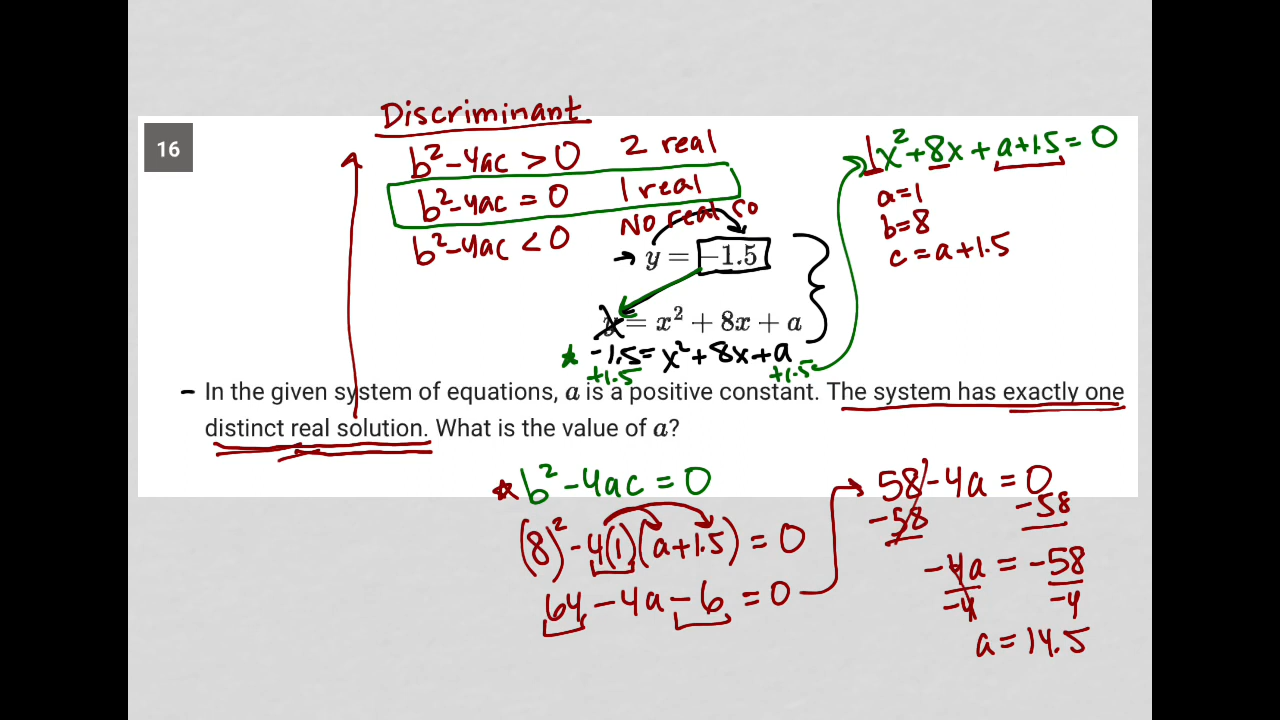 16
Discriminant
b²-4ac > 0 2 real
b²-4ac = 0 1 real
b²-4ac < 0 No real so
→ y = -1.5
y = x² + 8x + a
* -1.5 = x² + 8x + a
+1.5 +1.5
1x² + 8x + a+1.5 = 0
a=1
b=8
c = a+1.5
- In the given system of equations, a is a positive constant. The system has exactly one
distinct real solution. What is the value of a?
* b² - 4ac = 0
(8)² - 4(1)(a+1.5) = 0
64 - 4a - 6 = 0
58 - 4a = 0
-58 -58
-4a = -58
-4 -4
a = 14.5